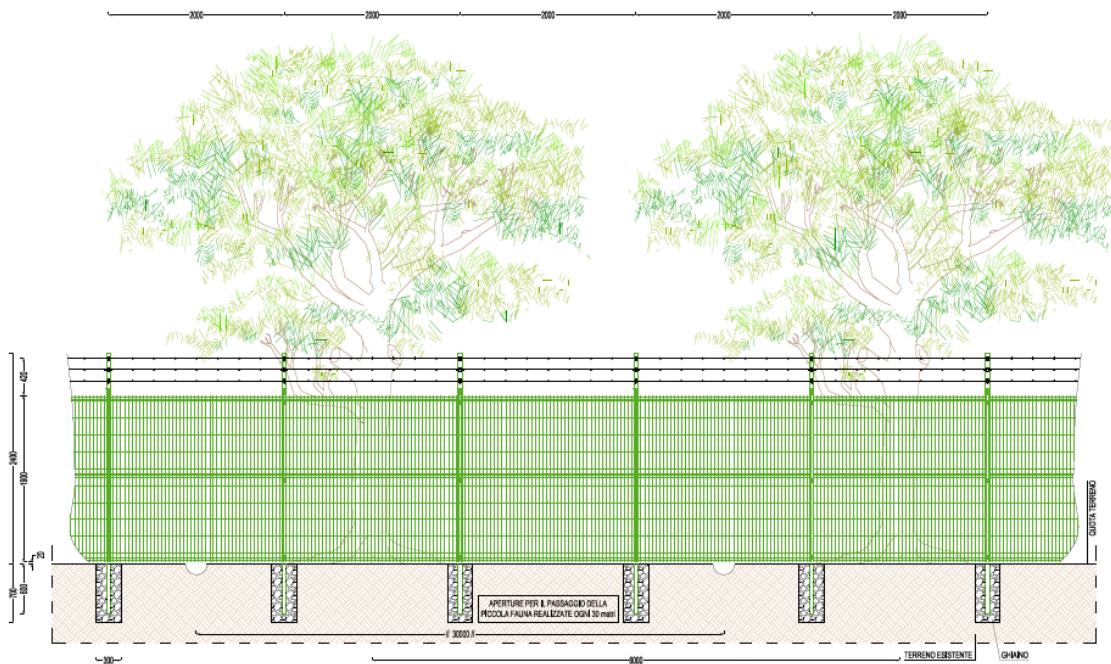 2000
2000
2000
2000
2000
420
2400
1900
20
700
600
QUOTA TERRENO
APERTURE PER IL PASSAGGIO DELLA
PICCOLA FAUNA REALIZZATE OGNI 30 metri
// 30000 //
300
6000
TERRENO ESISTENTE
GHIAINO